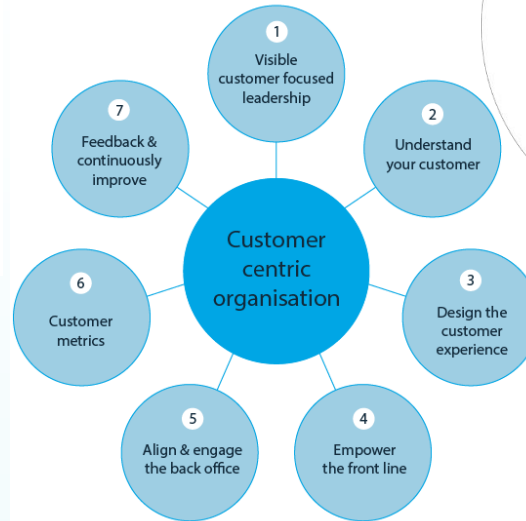 1
Visible
customer focused
leadership
2
Understand
your customer
3
Design the
customer
experience
4
Empower
the front line
5
Align & engage
the back office
6
Customer
metrics
7
Feedback &
continuously
improve
Customer
centric
organisation